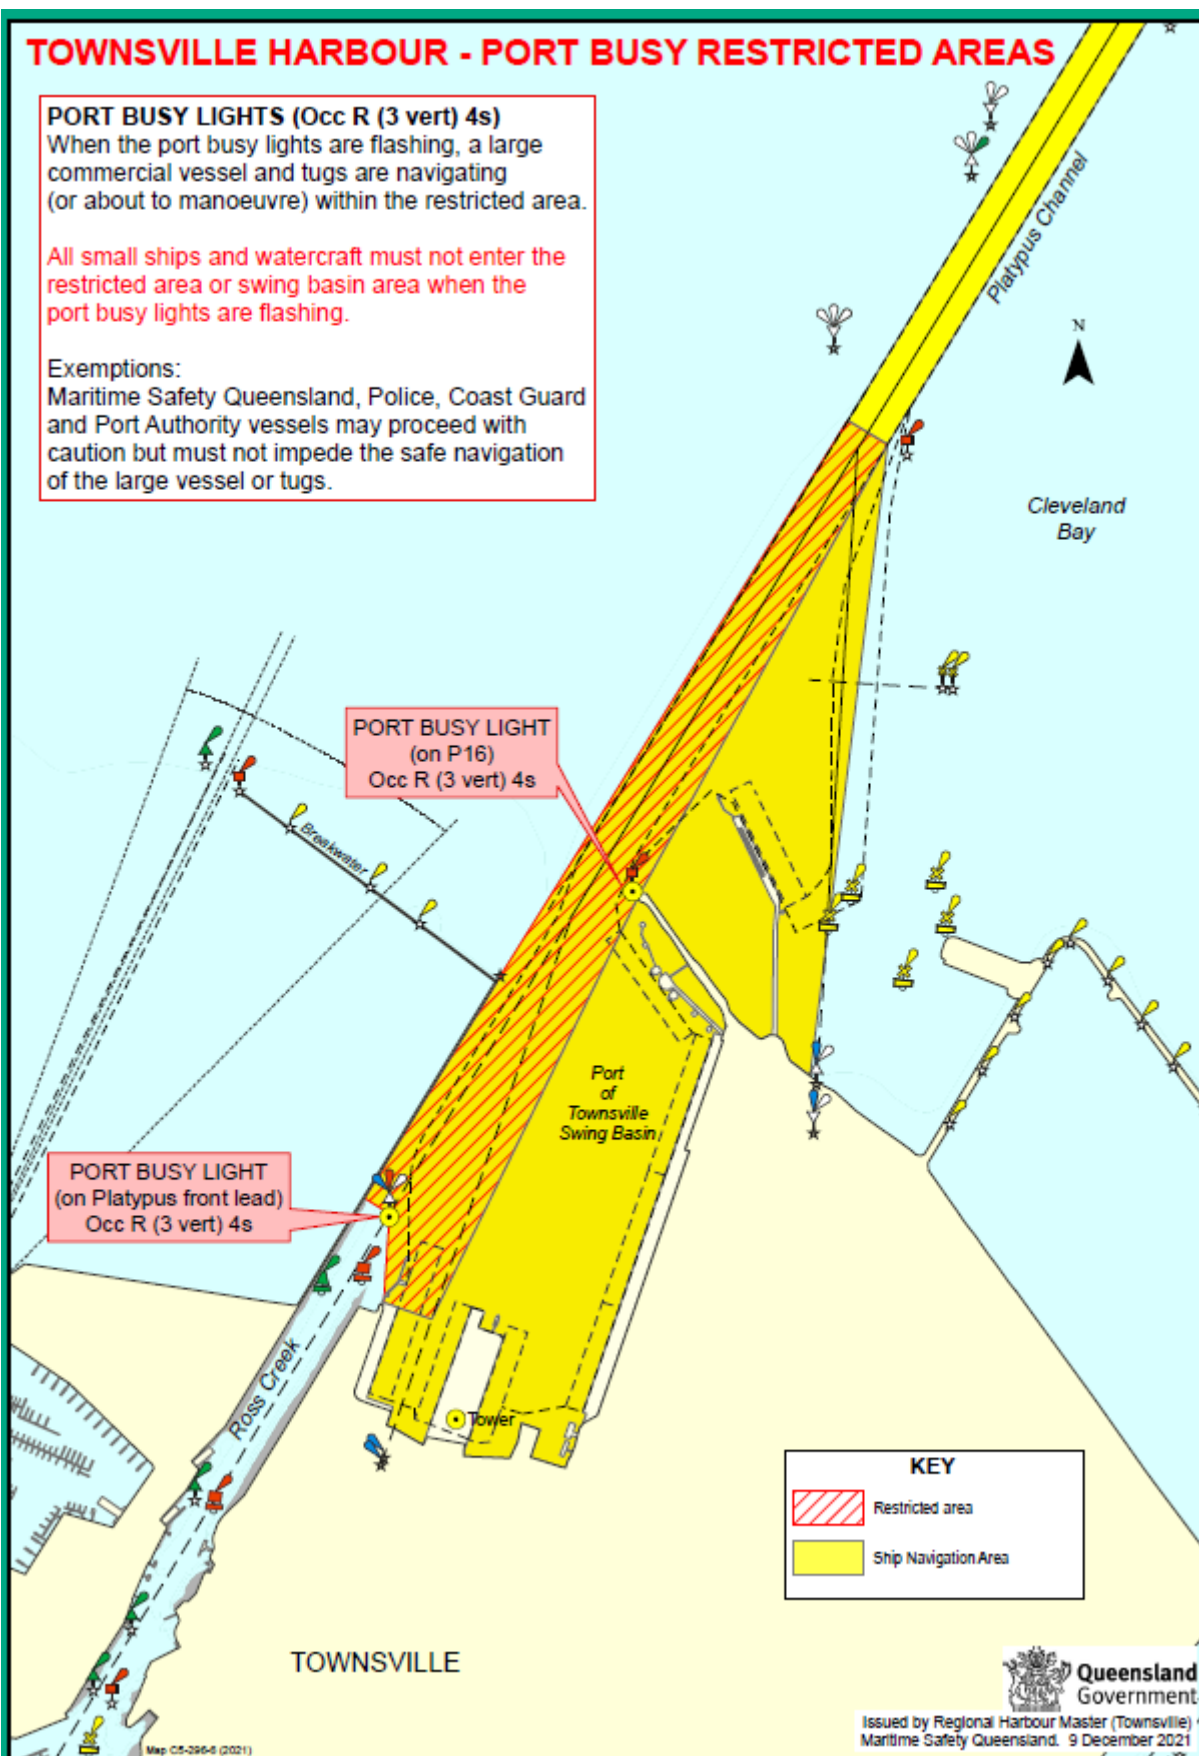 TOWNSVILLE HARBOUR - PORT BUSY RESTRICTED AREAS
PORT BUSY LIGHTS (Occ R (3 vert) 4s)
When the port busy lights are flashing, a large
commercial vessel and tugs are navigating
(or about to manoeuvre) within the restricted area.
All small ships and watercraft must not enter the
restricted area or swing basin area when the
port busy lights are flashing.
Exemptions:
Maritime Safety Queensland, Police, Coast Guard
and Port Authority vessels may proceed with
caution but must not impede the safe navigation
of the large vessel or tugs.
Platypus Channel
N
Cleveland
Bay
PORT BUSY LIGHT
(on P16)
Occ R (3 vert) 4s
Breakwater
Port
of
Townsville
Swing Basin
PORT BUSY LIGHT
(on Platypus front lead)
Occ R (3 vert) 4s
Ross Creek
Tower
KEY
Restricted area
Ship Navigation Area
TOWNSVILLE
Queensland
Government
Issued by Regional Harbour Master (Townsville)
Maritime Safety Queensland. 9 December 2021
Map C5-296-6 (2021)